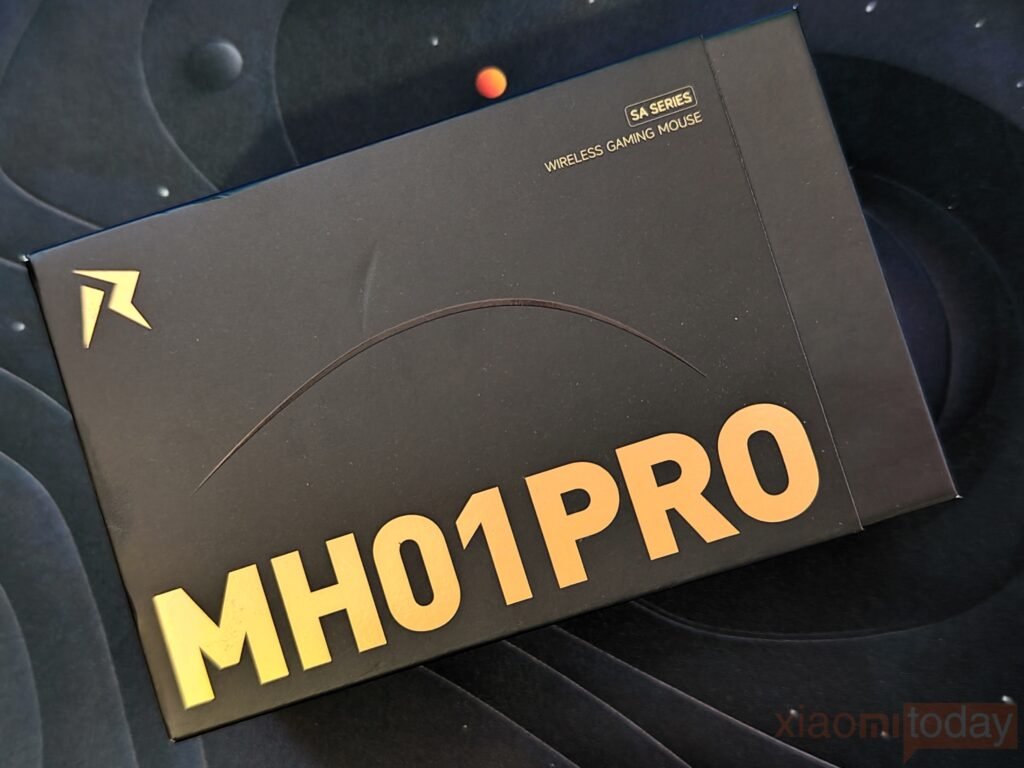 SA SERIES
WIRELESS GAMING MOUSE
MH01PRO
xiaomitoday